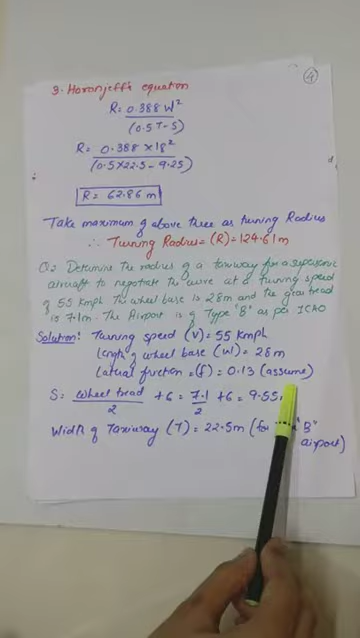 4
3. Horonjeff's equation
R = 0.388 W²
(0.5T - S)
R = 0.388 × 18²
(0.5×22.5 - 9.25)
R = 62.86 m
Take maximum of above three as turning Radius
∴ Turning Radius = (R) = 124.61m
Q.2 Determine the radius of a taxiway for a supersonic
aircraft to negotiate the curve at a turning speed
of 55 Kmph The wheel base is 28m and the gear tread
is 7.1m. The Airport is of Type 'B' as per ICAO
Solution: Turning speed (V) = 55 Kmph
Length of wheel base (W) = 28m
Lateral friction = (f) = 0.13 (assume)
S = wheel tread + 6 = 7.1 + 6 = 9.55
2 2
Width of Taxiway (T) = 22.5m (for "B"
airport)